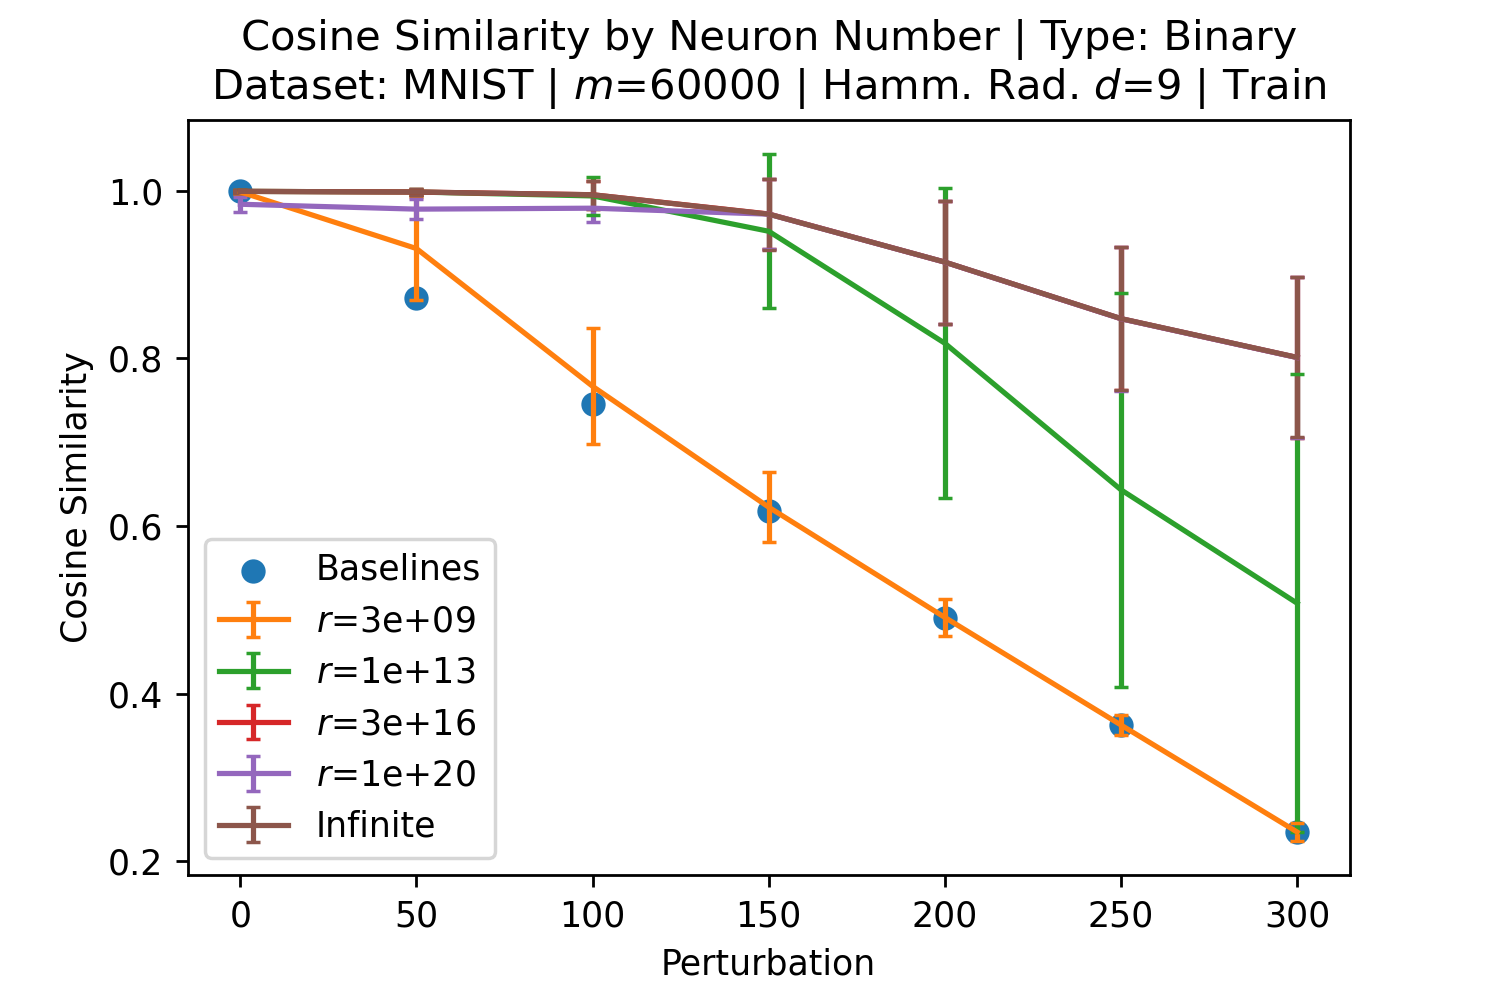 Cosine Similarity by Neuron Number | Type: Binary
Dataset: MNIST | m=60000 | Hamm. Rad. d=9 | Train
1.0
0.8
0.6
0.4
0.2
Cosine Similarity
Baselines
r=3e+09
r=1e+13
r=3e+16
r=1e+20
Infinite
0 50 100 150 200 250 300
Perturbation